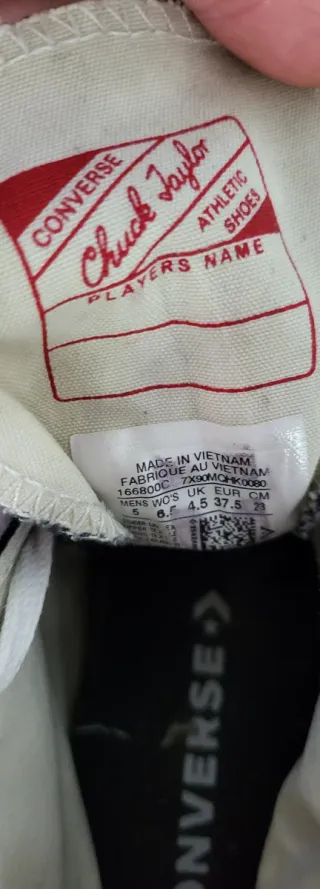 CONVERSE
Chuck Taylor
ATHLETIC
SHOES
PLAYERS NAME
MADE IN VIETNAM
FABRIQUE AU VIETNAM
166800C 7X90MQHK0080
MENS WO'S UK EUR CM
5 6.5 4.5 37.5 23
CONVERSE